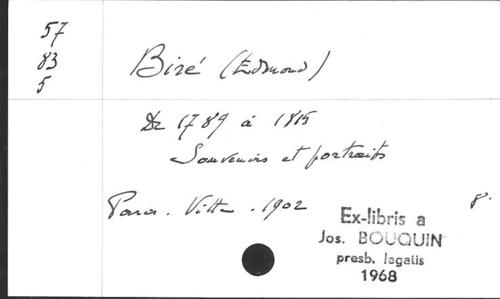 57
83
5
Biré (Edmond)
De 1789 à 1815
Souvenirs et portraits
Paris. Vitte. 1902 8°
Ex-libris a
Jos. BOUQUIN
presb. legatis
1968